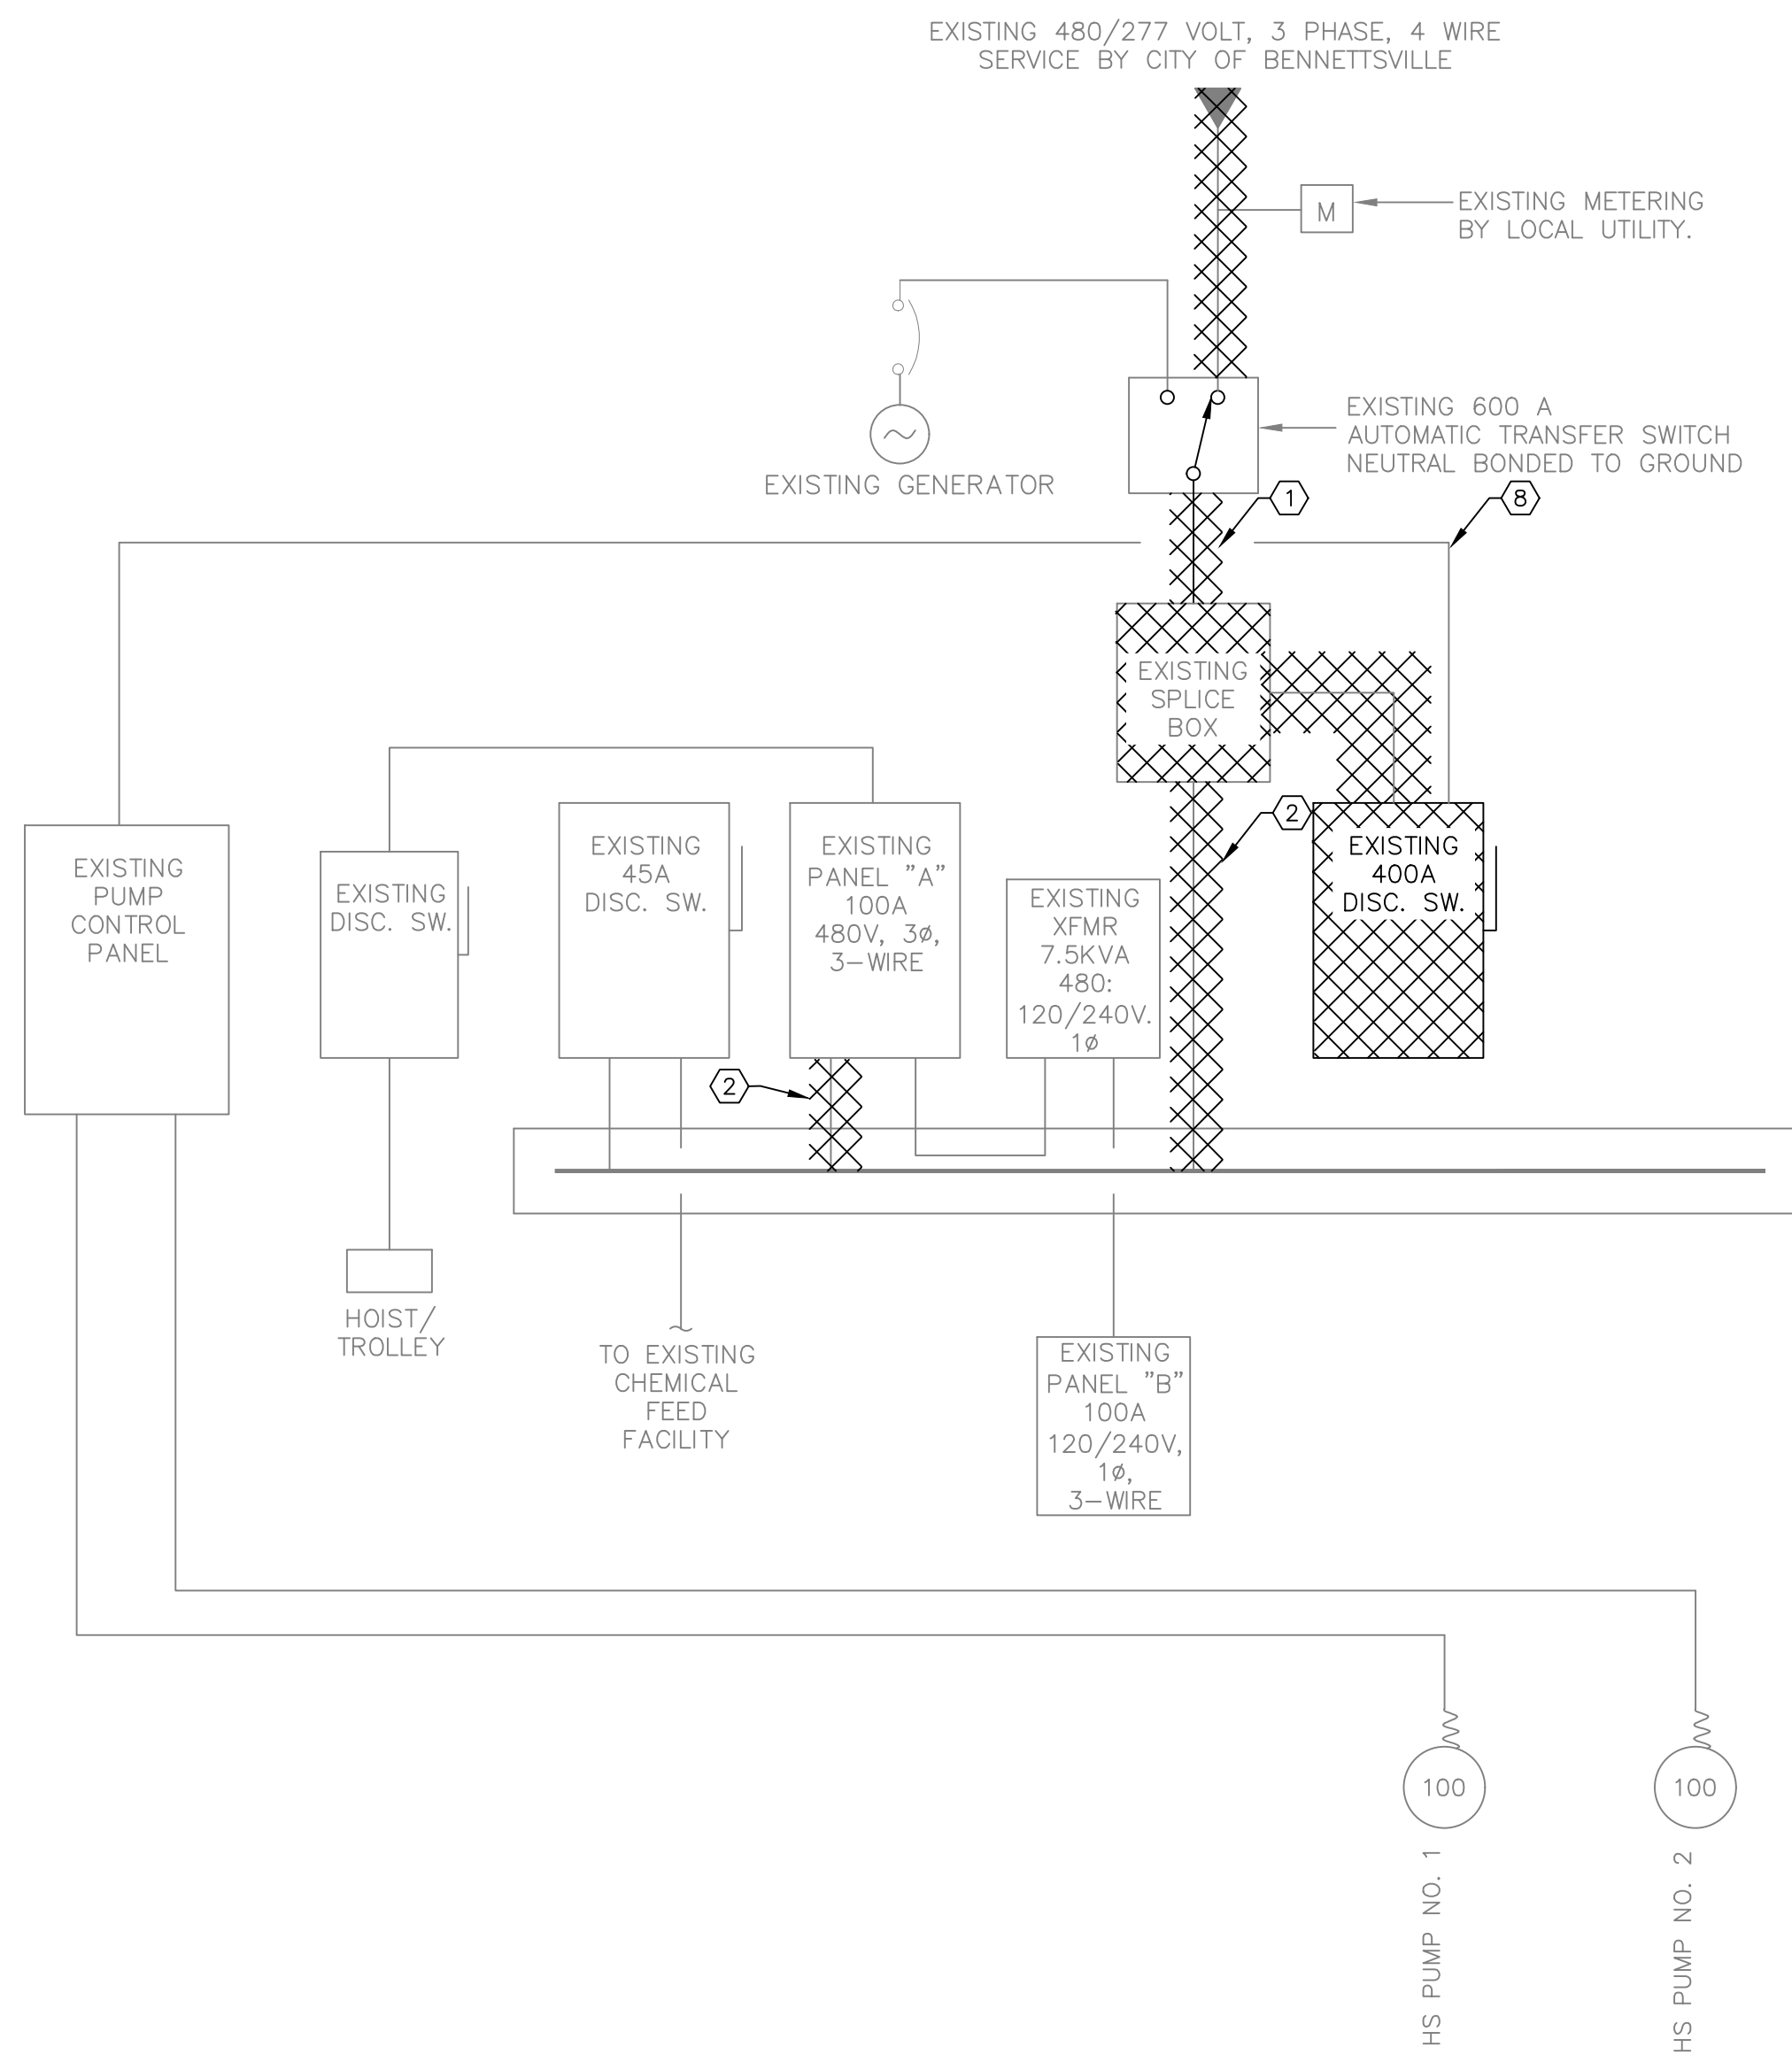 EXISTING 480/277 VOLT, 3 PHASE, 4 WIRE
SERVICE BY CITY OF BENNETTSVILLE
M
EXISTING METERING
BY LOCAL UTILITY.
EXISTING 600 A
AUTOMATIC TRANSFER SWITCH
NEUTRAL BONDED TO GROUND
EXISTING GENERATOR
1
8
EXISTING
SPLICE
BOX
2
EXISTING
PUMP
CONTROL
PANEL
EXISTING
DISC. SW.
EXISTING
45A
DISC. SW.
EXISTING
PANEL "A"
100A
480V, 3ø,
3-WIRE
EXISTING
XFMR
7.5KVA
480:
120/240V.
1ø
EXISTING
400A
DISC. SW.
2
HOIST/
TROLLEY
TO EXISTING
CHEMICAL
FEED
FACILITY
EXISTING
PANEL "B"
100A
120/240V,
1ø,
3-WIRE
100
100
HS PUMP NO. 1
HS PUMP NO. 2